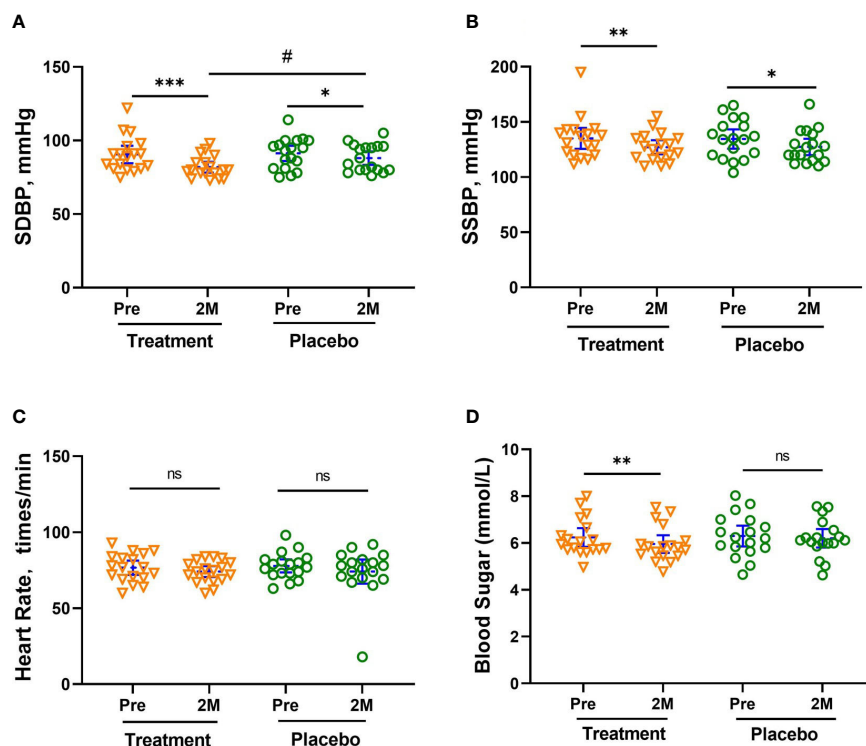 A
SDBP, mmHg
150
100
50
0
***
#
*
Pre
2M
Pre
2M
Treatment
Placebo
B
SSBP, mmHg
200
150
100
50
0
**
*
Pre
2M
Pre
2M
Treatment
Placebo
C
Heart Rate, times/min
150
100
50
0
ns
ns
Pre
2M
Pre
2M
Treatment
Placebo
D
Blood Sugar (mmol/L)
10
8
6
4
2
0
**
ns
Pre
2M
Pre
2M
Treatment
Placebo